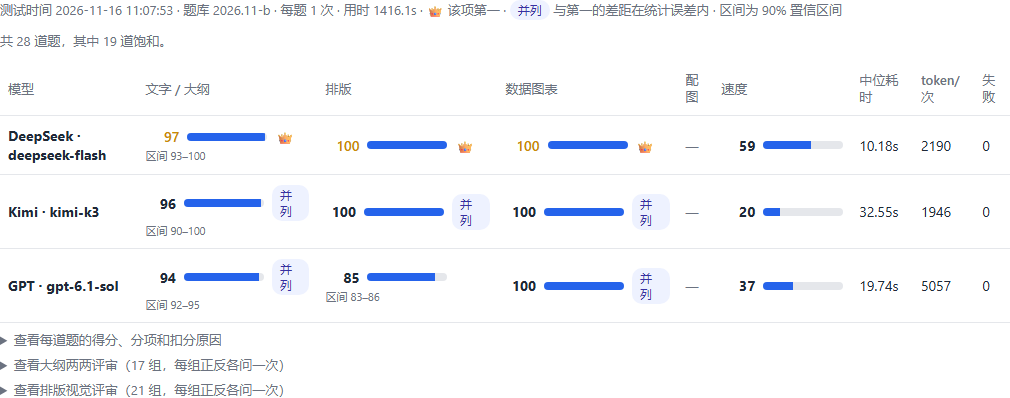 测试时间 2026-11-16 11:07:53 · 题库 2026.11-b · 每题 1 次 · 用时 1416.1s · 👑 该项第一 · 并列 与第一的差距在统计误差内 · 区间为 90% 置信区间
共 28 道题，其中 19 道饱和。
模型 文字 / 大纲 排版 数据图表 配图 速度 中位耗时 token/次 失败
DeepSeek · deepseek-flash 97 👑 区间 93–100 100 👑 100 👑 — 59 10.18s 2190 0
Kimi · kimi-k3 96 并列 区间 90–100 100 并列 100 并列 — 20 32.55s 1946 0
GPT · gpt-6.1-sol 94 并列 区间 92–95 85 区间 83–86 100 并列 — 37 19.74s 5057 0
▶ 查看每道题的得分、分项和扣分原因
▶ 查看大纲两两评审（17 组，每组正反各问一次）
▶ 查看排版视觉评审（21 组，每组正反各问一次）